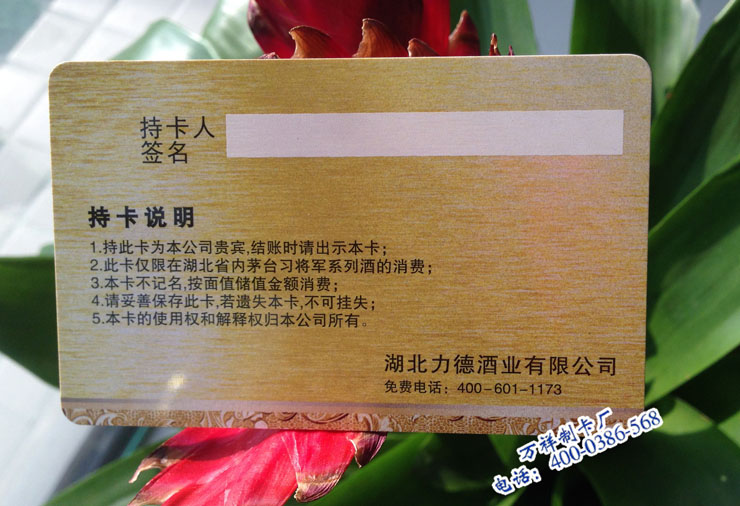 持卡人
签名
持卡说明
1.持此卡为本公司贵宾,结账时请出示本卡；
2.此卡仅限在湖北省内茅台习将军系列酒的消费；
3.本卡不记名,按面值储值金额消费；
4.请妥善保存此卡,若遗失本卡,不可挂失；
5.本卡的使用权和解释权归本公司所有。
湖北力德酒业有限公司
免费电话：400-601-1173
万祥制卡厂
电话：400-0386-568